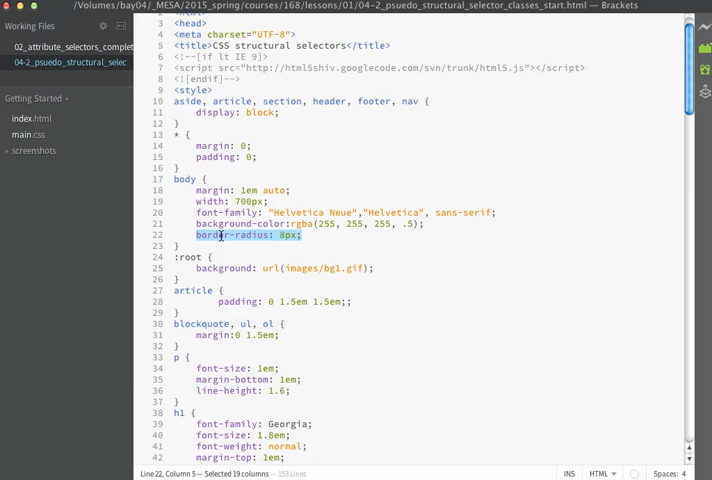 /Volumes/bay04/_MESA/2015_spring/courses/168/lessons/01/04-2_psuedo_structural_selector_classes_start.html — Brackets
Working Files
02_attribute_selectors_complet
04-2_psuedo_structural_selec
Getting Started
index.html
main.css
screenshots
3 <head>
4 <meta charset="UTF-8">
5 <title>CSS structural selectors</title>
6 <!--[if lt IE 9]>
7 <script src="http://html5shiv.googlecode.com/svn/trunk/html5.js"></script>
8 <![endif]-->
9 <style>
10 aside, article, section, header, footer, nav {
11 display: block;
12 }
13 * {
14 margin: 0;
15 padding: 0;
16 }
17 body {
18 margin: 1em auto;
19 width: 700px;
20 font-family: "Helvetica Neue","Helvetica", sans-serif;
21 background-color:rgba(255, 255, 255, .5);
22 border-radius: 8px;
23 }
24 :root {
25 background: url(images/bg1.gif);
26 }
27 article {
28 padding: 0 1.5em 1.5em;;
29 }
30 blockquote, ul, ol {
31 margin:0 1.5em;
32 }
33 p {
34 font-size: 1em;
35 margin-bottom: 1em;
36 line-height: 1.6;
37 }
38 h1 {
39 font-family: Georgia;
40 font-size: 1.8em;
41 font-weight: normal;
42 margin-top: 1em;
Line 22, Column 5 — Selected 19 columns — 153 Lines
INS
HTML
Spaces: 4